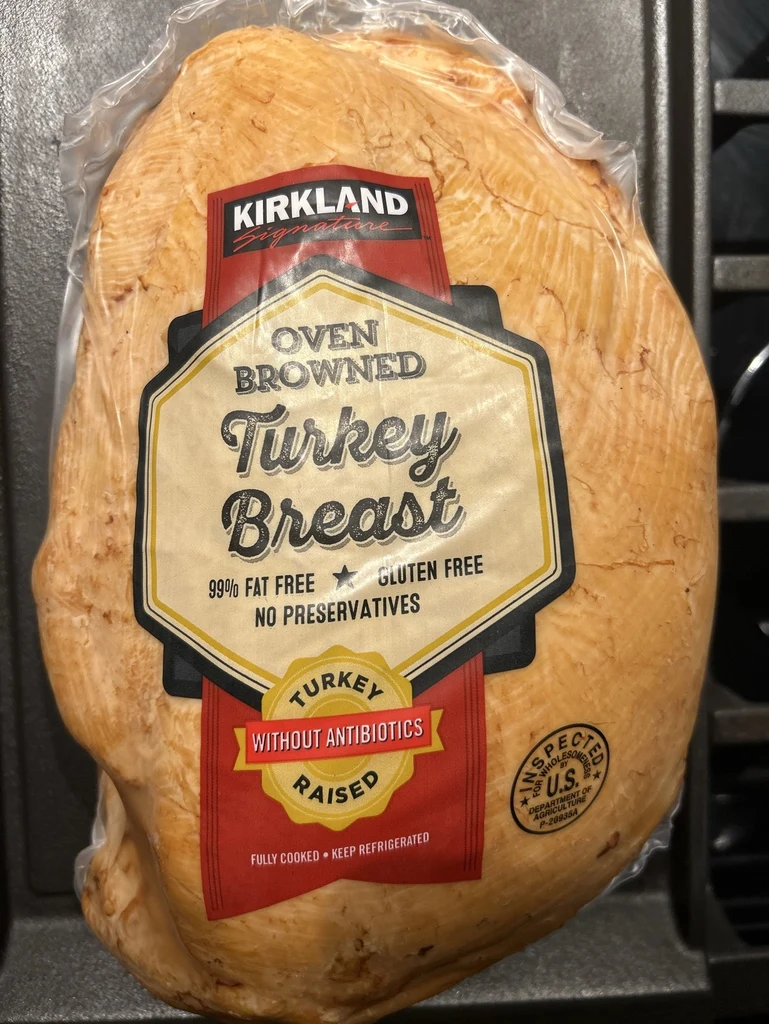 KIRKLAND
Signature
OVEN
BROWNED
Turkey
Breast
99% FAT FREE ★ GLUTEN FREE
NO PRESERVATIVES
TURKEY
WITHOUT ANTIBIOTICS
RAISED
FULLY COOKED • KEEP REFRIGERATED
INSPECTED
FOR WHOLESOMENESS
BY
U.S.
DEPARTMENT OF
AGRICULTURE
P-20935A